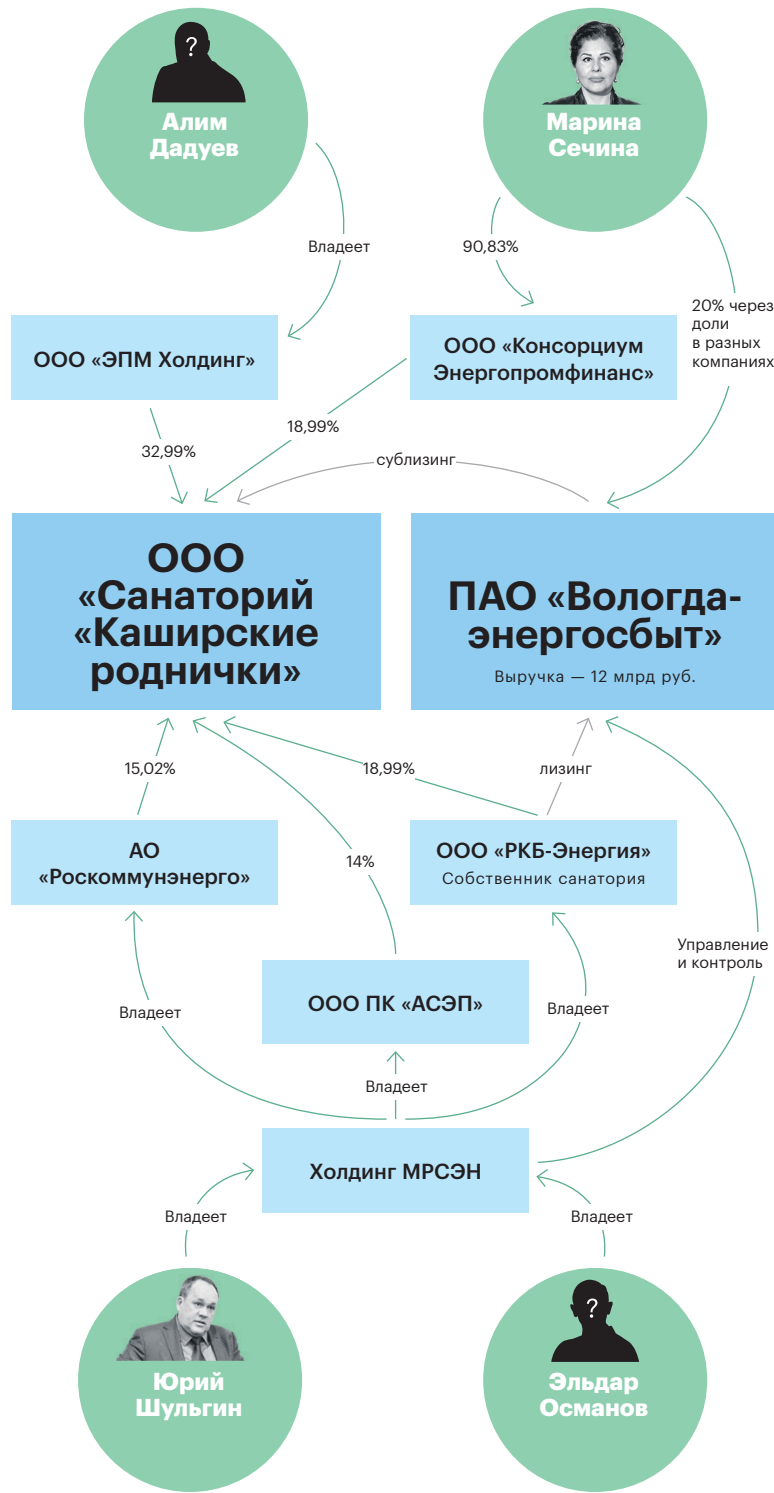 ?
Алим
Дадуев
Марина
Сечина
Владеет
90,83%
20% через
доли
в разных
компаниях
ООО «ЭПМ Холдинг»
ООО «Консорциум
Энергопромфинанс»
18,99%
32,99%
сублизинг
ООО
«Санаторий
«Каширские
роднички»
ПАО «Вологда-
энергосбыт»
Выручка — 12 млрд руб.
15,02%
18,99%
лизинг
АО
«Роскоммунэнерго»
14%
ООО «РКБ-Энергия»
Собственник санатория
Управление
и контроль
ООО ПК «АСЭП»
Владеет
Владеет
Владеет
Холдинг МРСЭН
Владеет
Владеет
Юрий
Шульгин
?
Эльдар
Османов